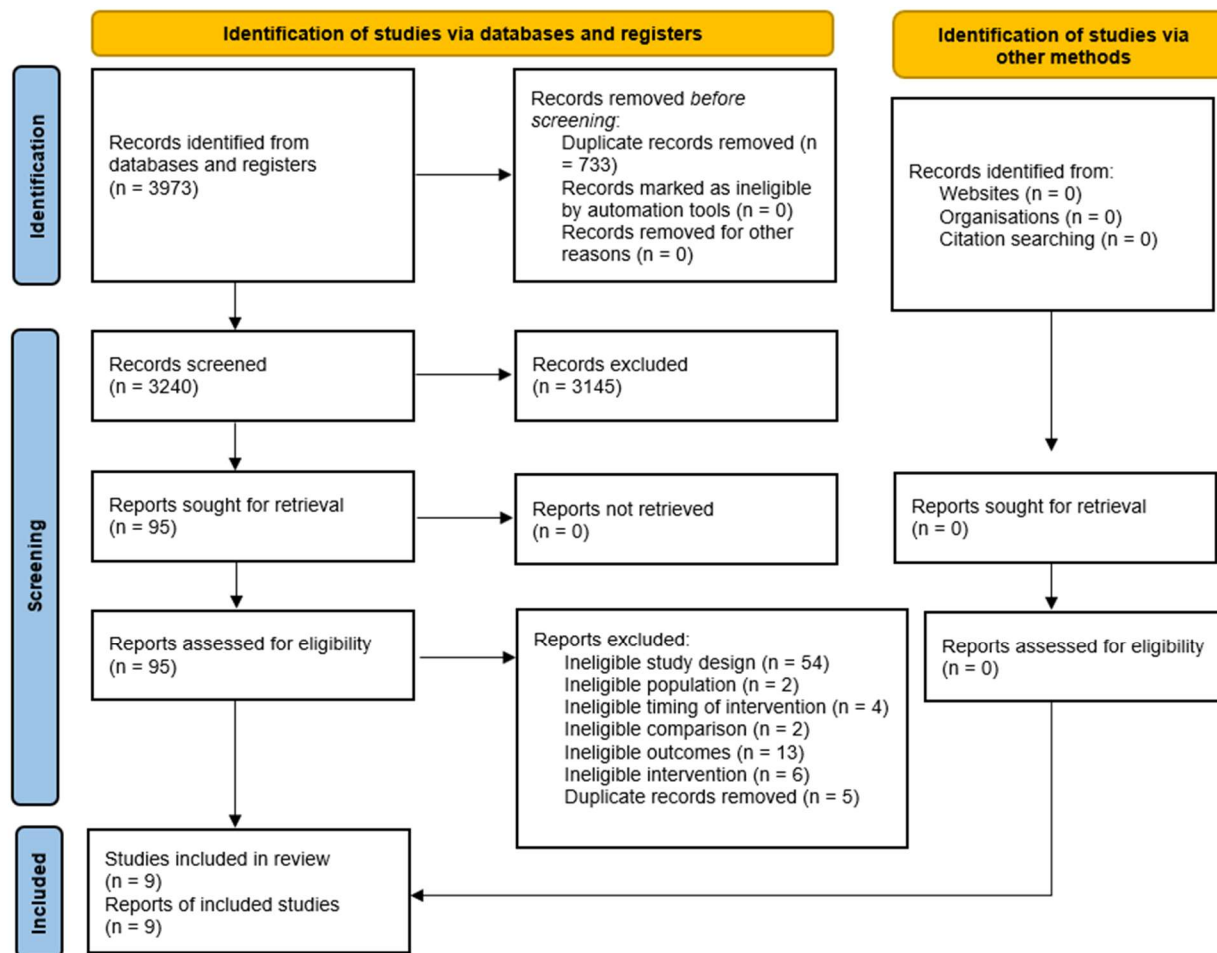 Identification of studies via databases and registers
Identification of studies via
other methods
Identification
Records identified from
databases and registers
(n = 3973)
Records removed before
screening:
Duplicate records removed (n
= 733)
Records marked as ineligible
by automation tools (n = 0)
Records removed for other
reasons (n = 0)
Records identified from:
Websites (n = 0)
Organisations (n = 0)
Citation searching (n = 0)
Screening
Records screened
(n = 3240)
Records excluded
(n = 3145)
Reports sought for retrieval
(n = 95)
Reports not retrieved
(n = 0)
Reports sought for retrieval
(n = 0)
Reports assessed for eligibility
(n = 95)
Reports excluded:
Ineligible study design (n = 54)
Ineligible population (n = 2)
Ineligible timing of intervention (n = 4)
Ineligible comparison (n = 2)
Ineligible outcomes (n = 13)
Ineligible intervention (n = 6)
Duplicate records removed (n = 5)
Reports assessed for eligibility
(n = 0)
Included
Studies included in review
(n = 9)
Reports of included studies
(n = 9)